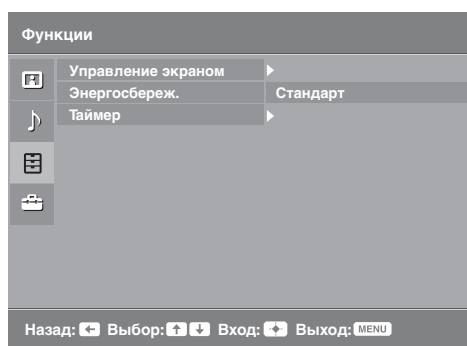 Функции
Управление экраном
Энергосбереж. Стандарт
Таймер
Назад: Выбор: Вход: Выход: MENU